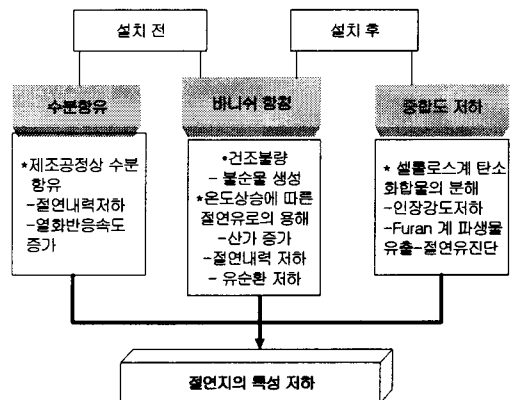 설치 전
설치 후
수분함유
바니쉬 함침
중합도 저하
*제조공정상 수분
함유
-절연내력저하
-열화반응속도
증가
*건조불량
- 불순물 생성
*온도상승에 따른
절연유로의 용해
-산가 증가
-절연내력 저하
- 유순환 저하
* 셀룰로스계 탄소
화합물의 분해
-인장강도저하
-Furan 계 파생물
유출-절연유진단
절연지의 특성 저하